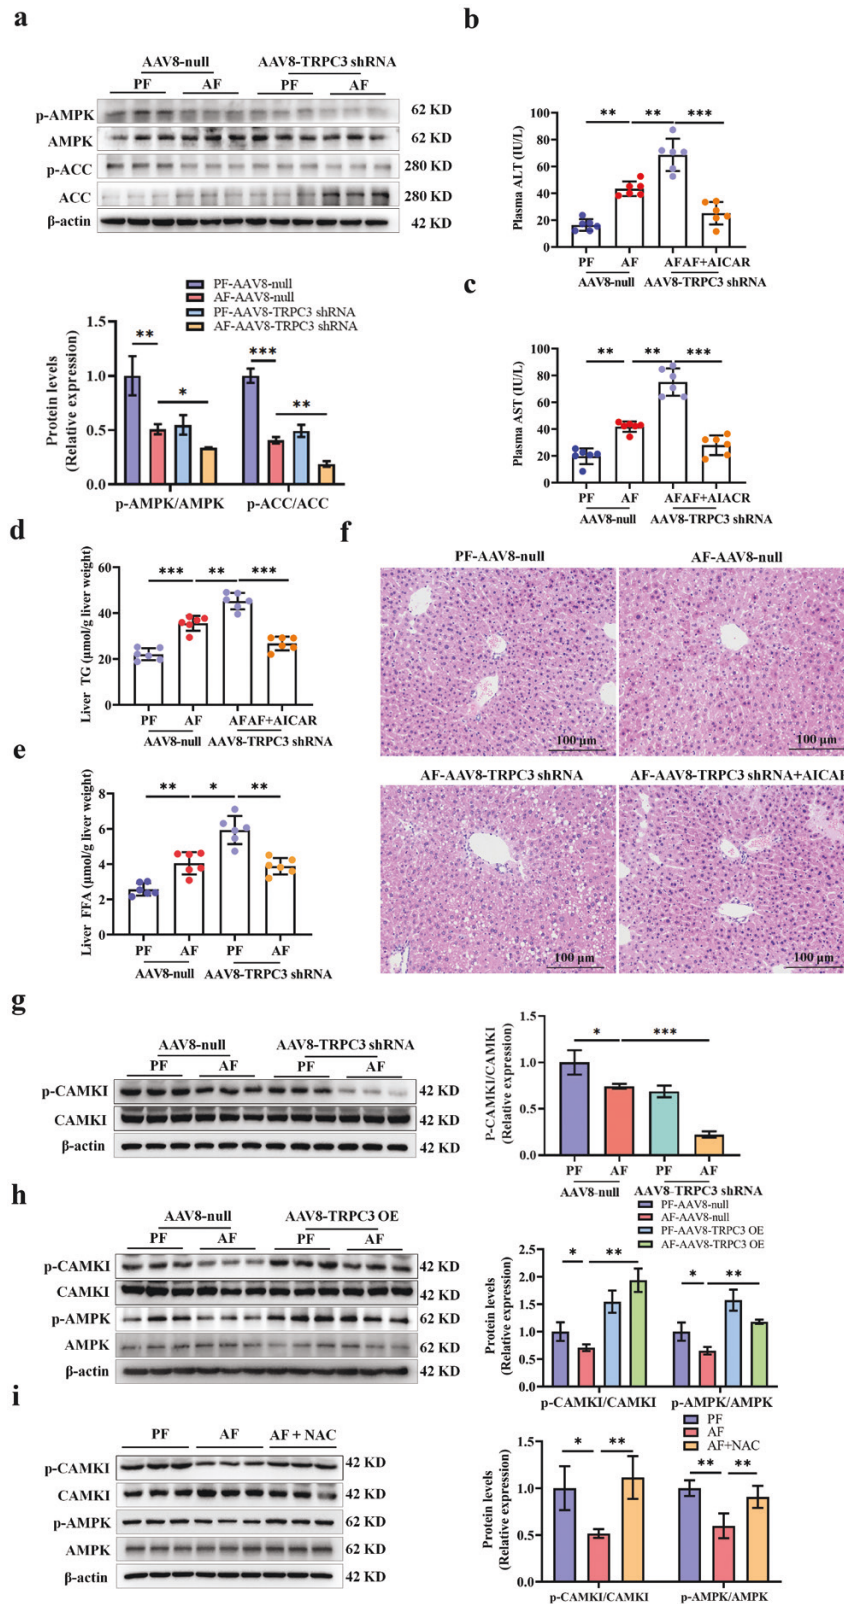 a
AAV8-null AAV8-TRPC3 shRNA
PF AF PF AF
p-AMPK 62 KD
AMPK 62 KD
p-ACC 280 KD
ACC 280 KD
β-actin 42 KD
PF-AAV8-null
AF-AAV8-null
PF-AAV8-TRPC3 shRNA
AF-AAV8-TRPC3 shRNA
Protein levels
(Relative expression)
1.5
1.0
0.5
0.0
** * *** **
p-AMPK/AMPK p-ACC/ACC
b
Plasma ALT (IU/L)
100
80
60
40
20
0
** ** ***
PF AF AF AF+AICAR
AAV8-null AAV8-TRPC3 shRNA
c
Plasma AST (IU/L)
100
80
60
40
20
0
** ** ***
PF AF AF AF+AIACR
AAV8-null AAV8-TRPC3 shRNA
d
Liver TG (μmol/g liver weight)
60
40
20
0
*** ** ***
PF AF AF AF+AICAR
AAV8-null AAV8-TRPC3 shRNA
e
Liver FFA (μmol/g liver weight)
8
6
4
2
0
** * **
PF AF PF AF
AAV8-null AAV8-TRPC3 shRNA
f
PF-AAV8-null AF-AAV8-null
100 μm 100 μm
AF-AAV8-TRPC3 shRNA AF-AAV8-TRPC3 shRNA+AICAR
100 μm 100 μm
g
AAV8-null AAV8-TRPC3 shRNA
PF AF PF AF
p-CAMKI 42 KD
CAMKI 42 KD
β-actin 42 KD
P-CAMKI/CAMKI
(Relative expression)
1.5
1.0
0.5
0.0
* ***
PF AF PF AF
AAV8-null AAV8-TRPC3 shRNA
h
AAV8-null AAV8-TRPC3 OE
PF AF PF AF
p-CAMKI 42 KD
CAMKI 42 KD
p-AMPK 62 KD
AMPK 62 KD
β-actin 42 KD
PF-AAV8-null
AF-AAV8-null
PF-AAV8-TRPC3 OE
AF-AAV8-TRPC3 OE
Protein levels
(Relative expression)
2.5
2.0
1.5
1.0
0.5
0.0
* ** * **
p-CAMKI/CAMKI p-AMPK/AMPK
i
PF AF AF + NAC
p-CAMKI 42 KD
CAMKI 42 KD
p-AMPK 62 KD
AMPK 62 KD
β-actin 42 KD
PF
AF
AF+NAC
Protein levels
(Relative expression)
1.5
1.0
0.5
0.0
* ** ** **
p-CAMKI/CAMKI p-AMPK/AMPK